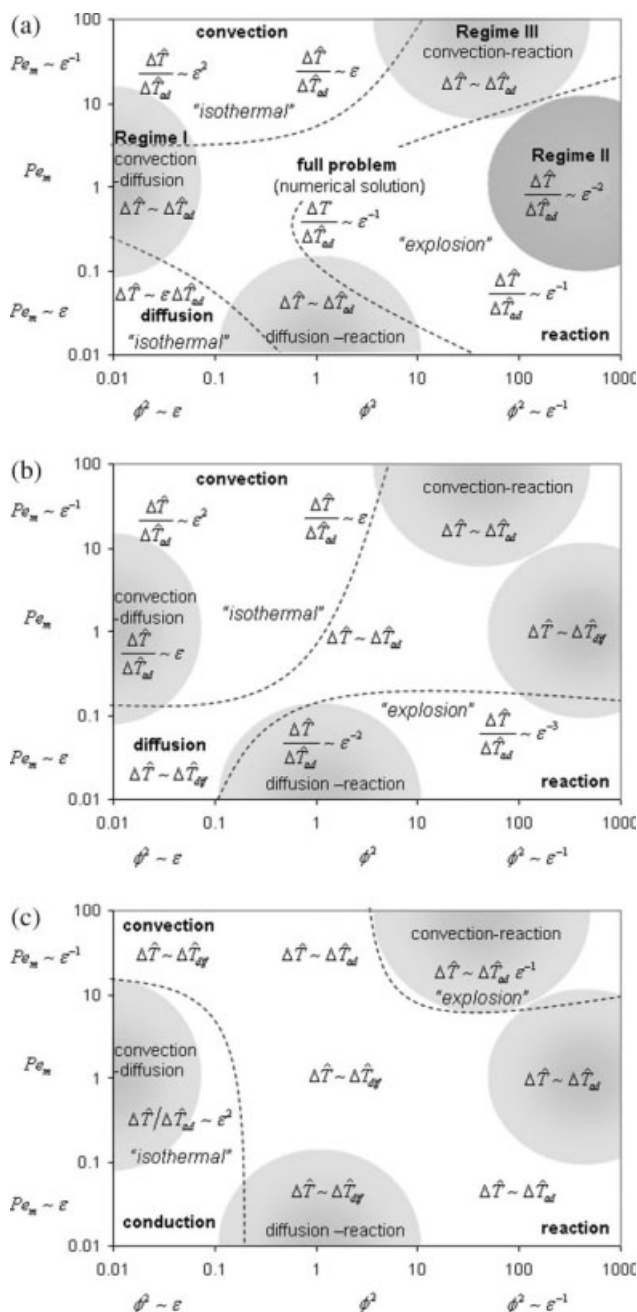 (a)
convection
Regime III
convection-reaction
Pe_m ~ ε^-1
100
ΔT̂/ΔT̂_ad ~ ε^2
ΔT̂/ΔT̂_ad ~ ε
ΔT̂ ~ ΔT̂_ad
"isothermal"
10
Regime I
convection
-diffusion
ΔT̂ ~ ΔT̂_ad
full problem
(numerical solution)
ΔT̂/ΔT̂_ad ~ ε^-1
Regime II
ΔT̂/ΔT̂_ad ~ ε^-2
Pe_m
1
"explosion"
0.1
ΔT̂ ~ ε ΔT̂_ad
diffusion
"isothermal"
ΔT̂ ~ ΔT̂_ad
diffusion –reaction
ΔT̂/ΔT̂_ad ~ ε^-1
reaction
Pe_m ~ ε
0.01
0.01 0.1 1 10 100 1000
ϕ^2 ~ ε ϕ^2 ϕ^2 ~ ε^-1
(b)
convection
convection-reaction
Pe_m ~ ε^-1
100
ΔT̂/ΔT̂_ad ~ ε^2
ΔT̂/ΔT̂_ad ~ ε
ΔT̂ ~ ΔT̂_ad
10
convection
-diffusion
ΔT̂/ΔT̂_ad ~ ε
"isothermal"
ΔT̂ ~ ΔT̂_ad
ΔT̂ ~ ΔT̂_dif
Pe_m
1
0.1
diffusion
ΔT̂ ~ ΔT̂_dif
"explosion"
ΔT̂/ΔT̂_ad ~ ε^-2
diffusion –reaction
ΔT̂/ΔT̂_ad ~ ε^-3
reaction
Pe_m ~ ε
0.01
0.01 0.1 1 10 100 1000
ϕ^2 ~ ε ϕ^2 ϕ^2 ~ ε^-1
(c)
convection
convection-reaction
Pe_m ~ ε^-1
100
ΔT̂ ~ ΔT̂_dif
ΔT̂ ~ ΔT̂_ad
ΔT̂ ~ ΔT̂_ad ε^-1
"explosion"
10
convection
-diffusion
ΔT̂/ΔT̂_ad ~ ε^2
"isothermal"
ΔT̂ ~ ΔT̂_dif
ΔT̂ ~ ΔT̂_ad
Pe_m
1
0.1
ΔT̂ ~ ΔT̂_dif
ΔT̂ ~ ΔT̂_ad
conduction
diffusion –reaction
reaction
Pe_m ~ ε
0.01
0.01 0.1 1 10 100 1000
ϕ^2 ~ ε ϕ^2 ϕ^2 ~ ε^-1